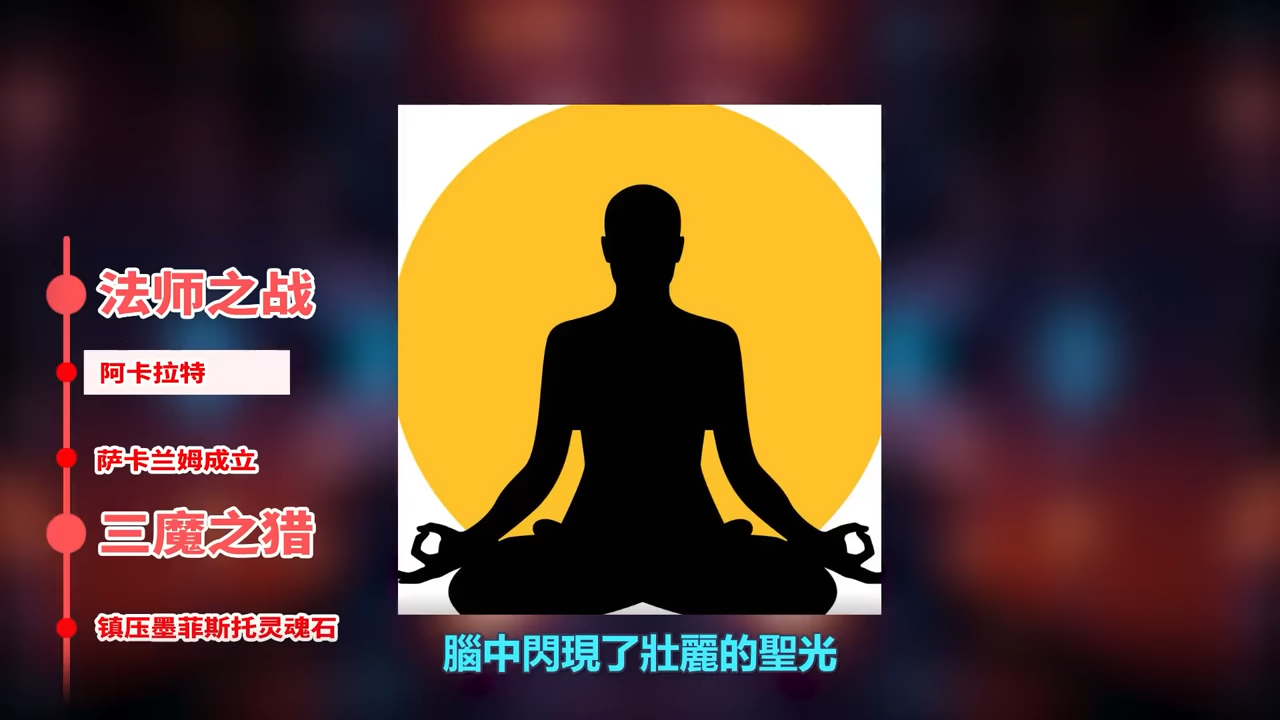 法师之战
阿卡拉特
萨卡兰姆成立
三魔之猎
镇压墨菲斯托灵魂石
腦中閃現了壯麗的聖光